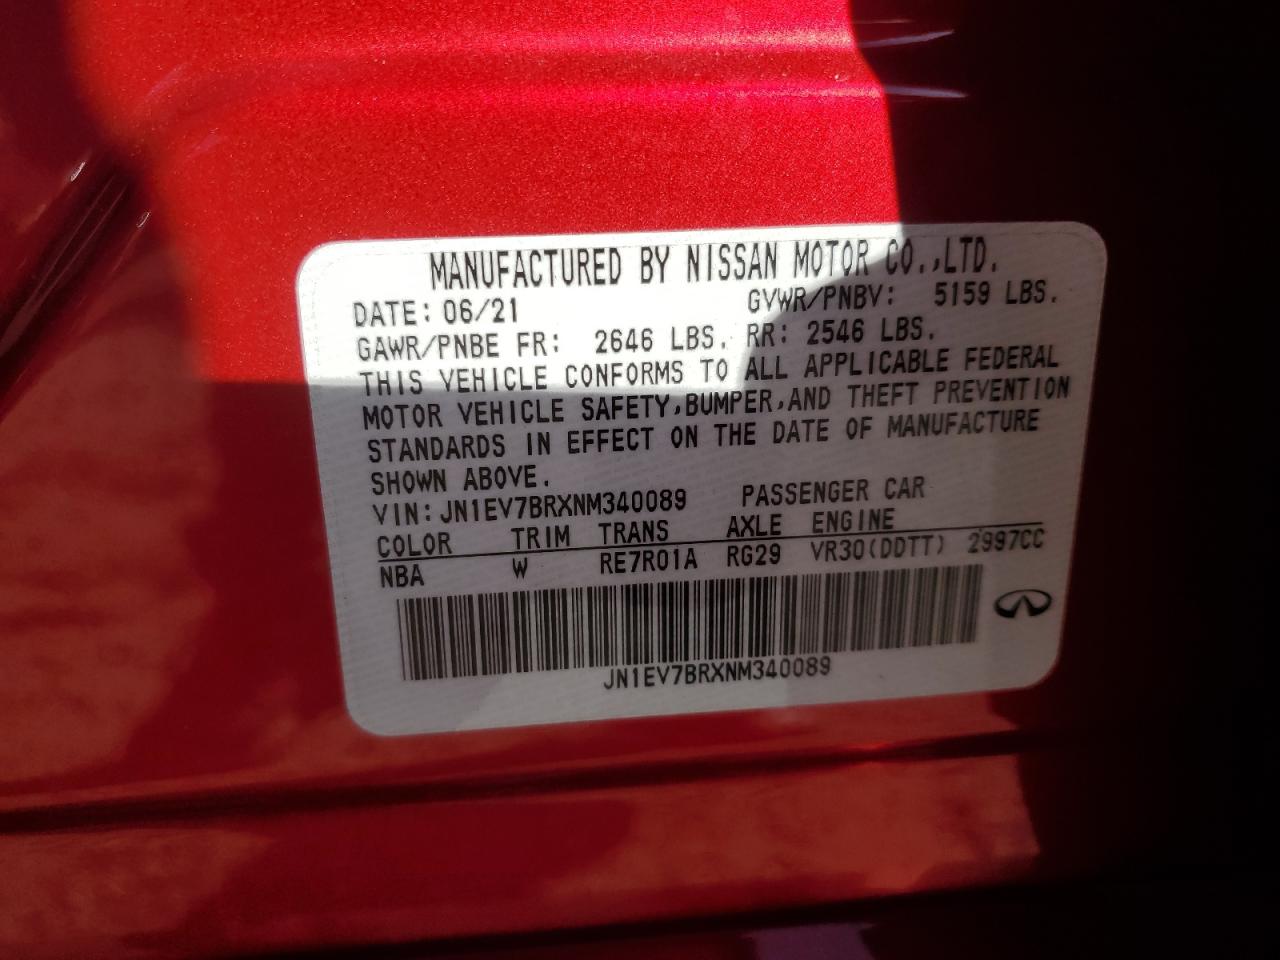 MANUFACTURED BY NISSAN MOTOR CO.,LTD.
DATE: 06/21 GVWR/PNBV: 5159 LBS.
GAWR/PNBE FR: 2646 LBS. RR: 2546 LBS.
THIS VEHICLE CONFORMS TO ALL APPLICABLE FEDERAL
MOTOR VEHICLE SAFETY,BUMPER,AND THEFT PREVENTION
STANDARDS IN EFFECT ON THE DATE OF MANUFACTURE
SHOWN ABOVE.
VIN: JN1EV7BRXNM340089 PASSENGER CAR
COLOR TRIM TRANS AXLE ENGINE
NBA W RE7R01A RG29 VR30(DDTT) 2997CC
JN1EV7BRXNM340089